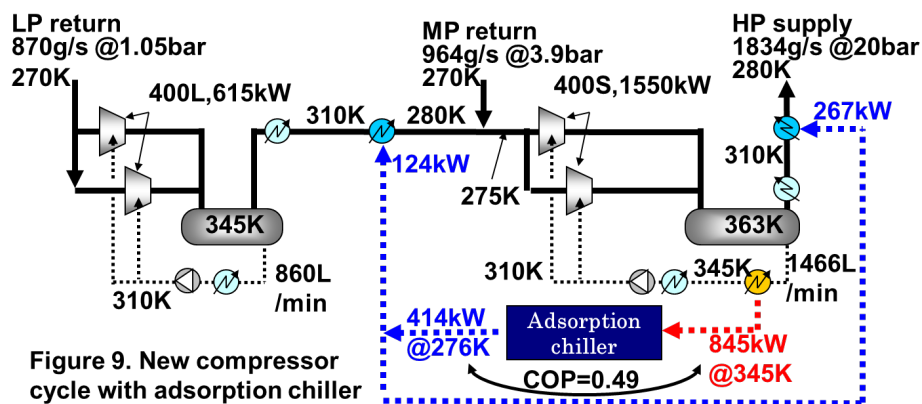 LP return
870g/s @1.05bar
270K
400L,615kW
310K
280K
MP return
964g/s @3.9bar
270K
400S,1550kW
HP supply
1834g/s @20bar
280K
267kW
310K
124kW
275K
345K
363K
310K
860L
/min
310K
345K
1466L
/min
414kW
@276K
Adsorption
chiller
845kW
@345K
COP=0.49
Figure 9. New compressor
cycle with adsorption chiller